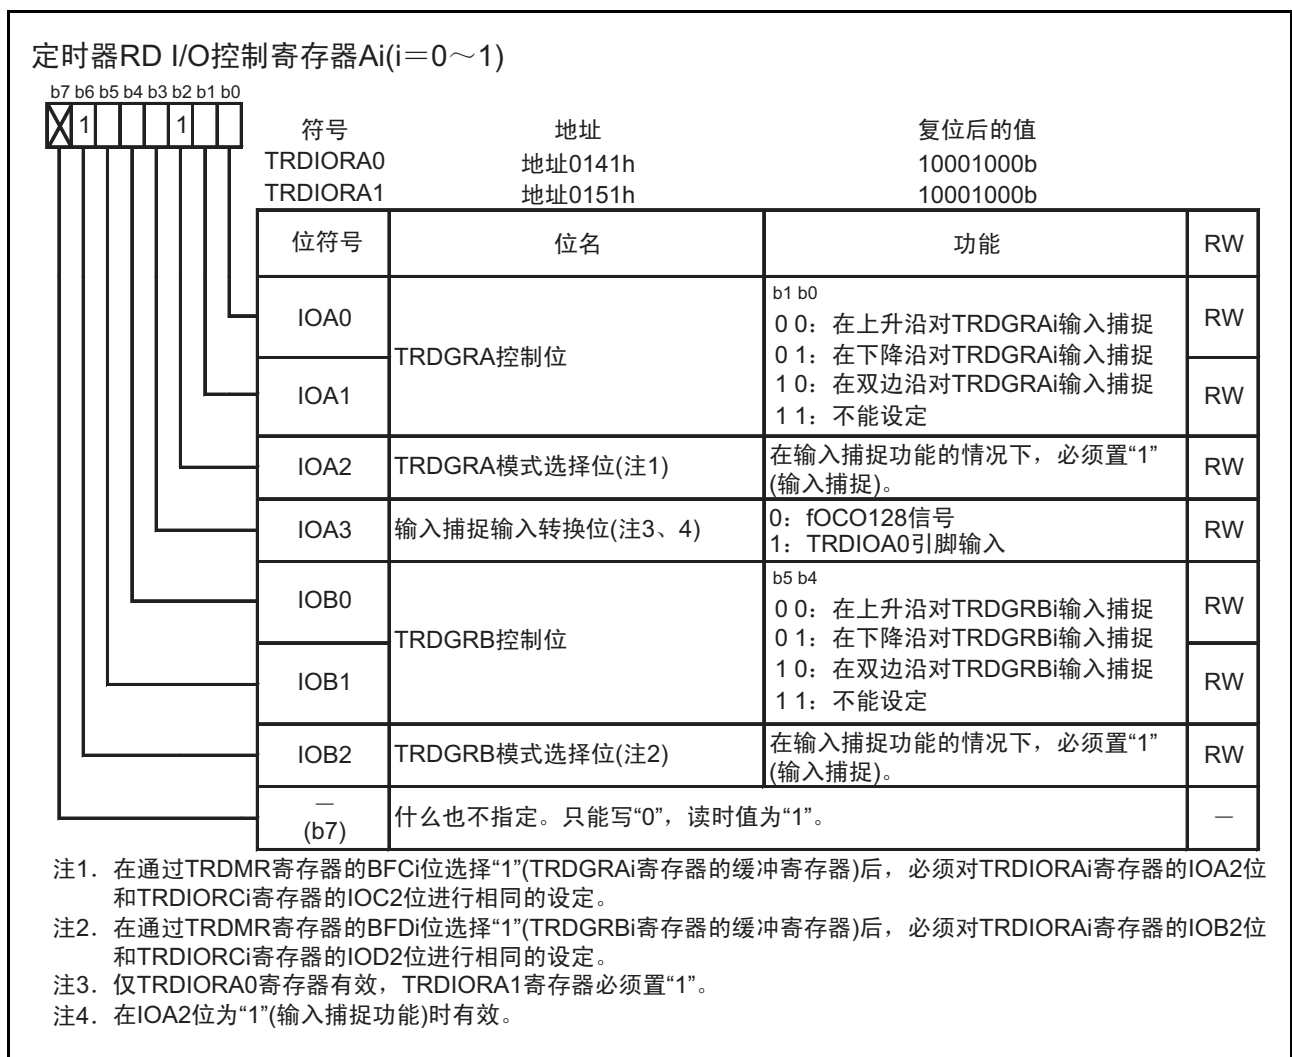 定时器RD I/O控制寄存器Ai(i＝0～1)
b7 b6 b5 b4 b3 b2 b1 b0
1 1
符号 地址 复位后的值
TRDIORA0 地址0141h 10001000b
TRDIORA1 地址0151h 10001000b
位符号 位名 功能 RW
IOA0 TRDGRA控制位 RW
b1 b0
0 0：在上升沿对TRDGRAi输入捕捉
0 1：在下降沿对TRDGRAi输入捕捉
1 0：在双边沿对TRDGRAi输入捕捉
1 1：不能设定
IOA1 RW
IOA2 TRDGRA模式选择位(注1) 在输入捕捉功能的情况下，必须置“1” RW
(输入捕捉)。
IOA3 输入捕捉输入转换位(注3、4) 0：fOCO128信号 RW
1：TRDIOA0引脚输入
IOB0 TRDGRB控制位 RW
b5 b4
0 0：在上升沿对TRDGRBi输入捕捉
0 1：在下降沿对TRDGRBi输入捕捉
1 0：在双边沿对TRDGRBi输入捕捉
1 1：不能设定
IOB1 RW
IOB2 TRDGRB模式选择位(注2) 在输入捕捉功能的情况下，必须置“1” RW
(输入捕捉)。
—
(b7) 什么也不指定。只能写“0”，读时值为“1”。 —
注1．在通过TRDMR寄存器的BFCi位选择“1”(TRDGRAi寄存器的缓冲寄存器)后，必须对TRDIORAi寄存器的IOA2位
和TRDIORCi寄存器的IOC2位进行相同的设定。
注2．在通过TRDMR寄存器的BFDi位选择“1”(TRDGRBi寄存器的缓冲寄存器)后，必须对TRDIORAi寄存器的IOB2位
和TRDIORCi寄存器的IOD2位进行相同的设定。
注3．仅TRDIORA0寄存器有效，TRDIORA1寄存器必须置“1”。
注4．在IOA2位为“1”(输入捕捉功能)时有效。